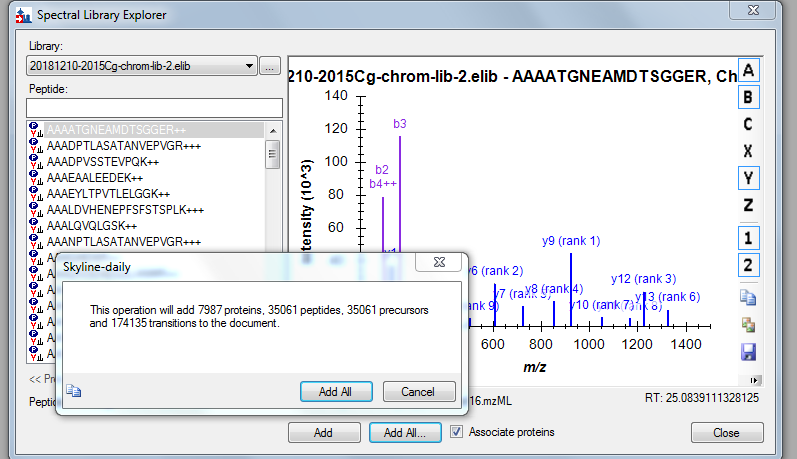 Spectral Library Explorer
Library:
20181210-2015Cg-chrom-lib-2.elib
...
Peptide:
AAAATGNEAMDTSGGER++
AAADPTLASATANVEPVGR+++
AAADPVSSTEVPQK++
AAAEAALEEDEK++
AAAEYLTPVTLELGGK++
AAALDVHENEPFSFSTSPLK+++
AAALQVQLGSK++
AAANPTLASATANVEPVGR+++
210-2015Cg-chrom-lib-2.elib - AAAATGNEAMDTSGGER, Ch
140
120
100
80
60
Intensity (10^3)
b3
b2
b4++
y9 (rank 1)
y6 (rank 2)
y12 (rank 3)
y8 (rank 4)
y13 (rank 6)
y10 (rank 7)
600
800
1000
1200
1400
m/z
A
B
C
X
Y
Z
1
2
Skyline-daily
This operation will add 7987 proteins, 35061 peptides, 35061 precursors
and 174135 transitions to the document.
Add All
Cancel
<< Pr
Peptid
16.mzML
RT: 25.0839111328125
Add
Add All...
Associate proteins
Close